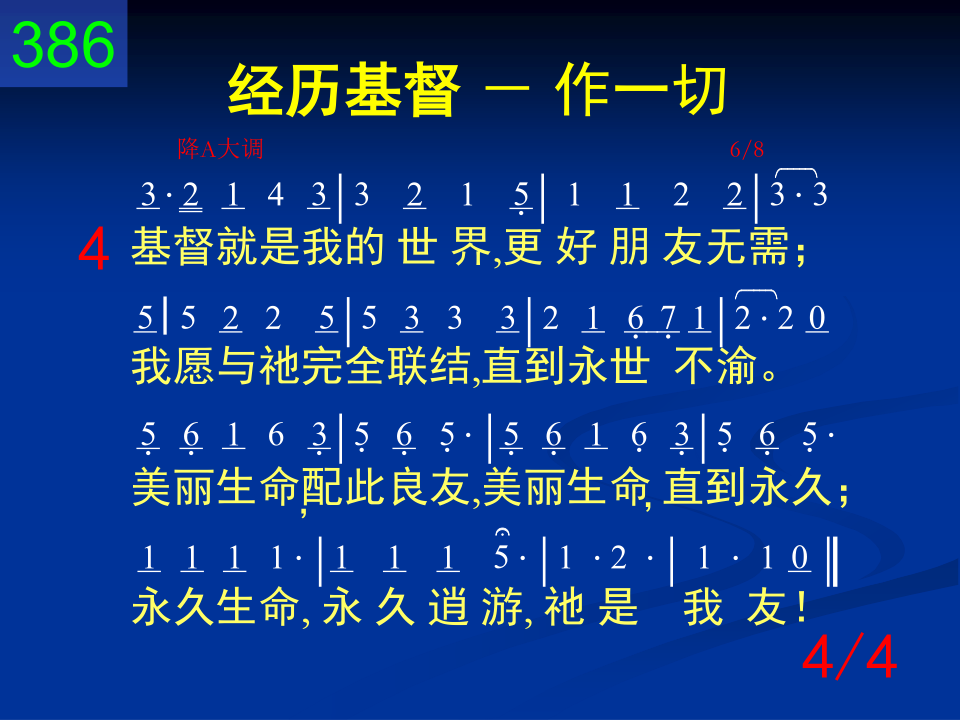 386
经历基督 － 作一切
降A大调 6/8
3 · 2 1 4 3 | 3 2 1 5 | 1 1 2 2 | 3 · 3
4 基督就是我的 世 界,更 好 朋 友无需；
5 | 5 2 2 5 | 5 3 3 3 | 2 1 6 7 1 | 2 · 2 0
我愿与祂完全联结,直到永世 不渝。
5 6 1 6 3 | 5 6 5 · | 5 6 1 6 3 | 5 6 5 ·
美丽生命,配此良友,美丽生命,直到永久；
1 1 1 1 · | 1 1 1 5 · | 1 · 2 · | 1 · 1 0 ‖
永久生命, 永 久 逍 游, 祂 是 我 友！
4/4